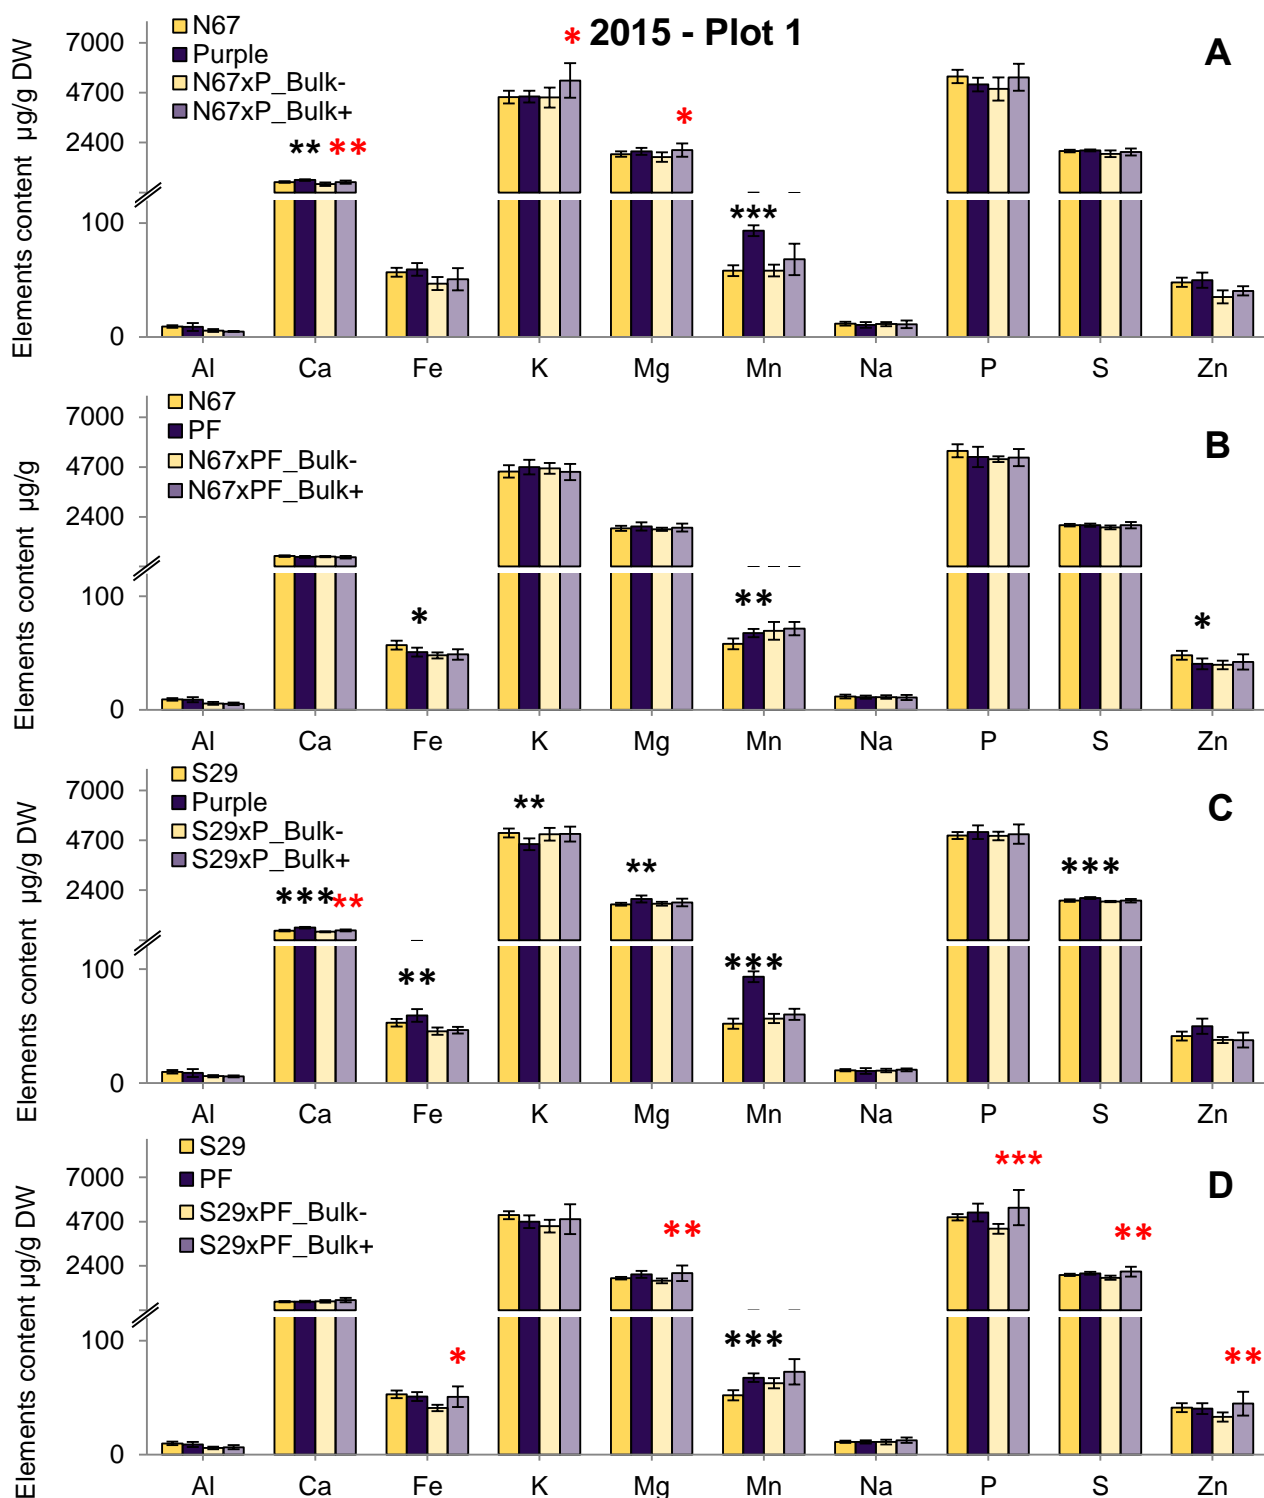 2015 - Plot 1
A
Elements content µg/g DW
7000
4700
2400
100
0
N67
Purple
N67xP_Bulk-
N67xP_Bulk+
** **
*
*
***
Al Ca Fe K Mg Mn Na P S Zn
B
Elements content µg/g
7000
4700
2400
100
0
N67
PF
N67xPF_Bulk-
N67xPF_Bulk+
*
**
*
Al Ca Fe K Mg Mn Na P S Zn
C
Elements content µg/g DW
7000
4700
2400
100
0
S29
Purple
S29xP_Bulk-
S29xP_Bulk+
*** **
**
**
**
***
***
Al Ca Fe K Mg Mn Na P S Zn
D
Elements content µg/g DW
7000
4700
2400
100
0
S29
PF
S29xPF_Bulk-
S29xPF_Bulk+
*
**
***
***
**
**
Al Ca Fe K Mg Mn Na P S Zn